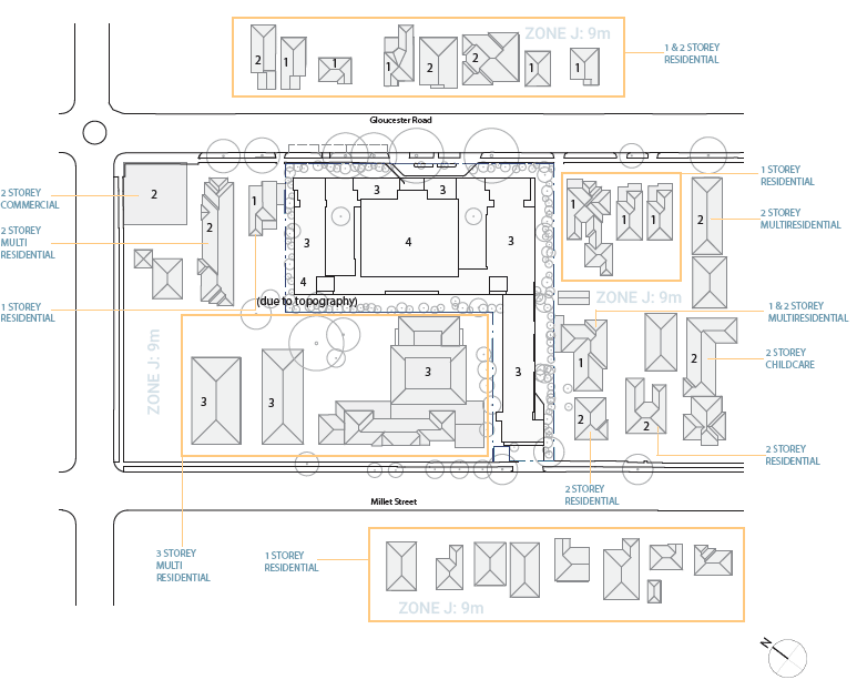 ZONE J: 9m
1 & 2 STOREY
RESIDENTIAL
2
1
1
1
2
2
1
1
Gloucester Road
2 STOREY
COMMERCIAL
2 STOREY
MULTI
RESIDENTIAL
1 STOREY
RESIDENTIAL
2
2
1
3
3
3
4
3
4
(due to topography)
1
1
1
2
1 STOREY
RESIDENTIAL
2 STOREY
MULTIRESIDENTIAL
ZONE J: 9m
1 & 2 STOREY
MULTIRESIDENTIAL
2 STOREY
CHILDCARE
ZONE J: 9m
3
3
3
3
1
2
2
2
2 STOREY
RESIDENTIAL
2 STOREY
RESIDENTIAL
Millet Street
3 STOREY
MULTI
RESIDENTIAL
1 STOREY
RESIDENTIAL
ZONE J: 9m
N